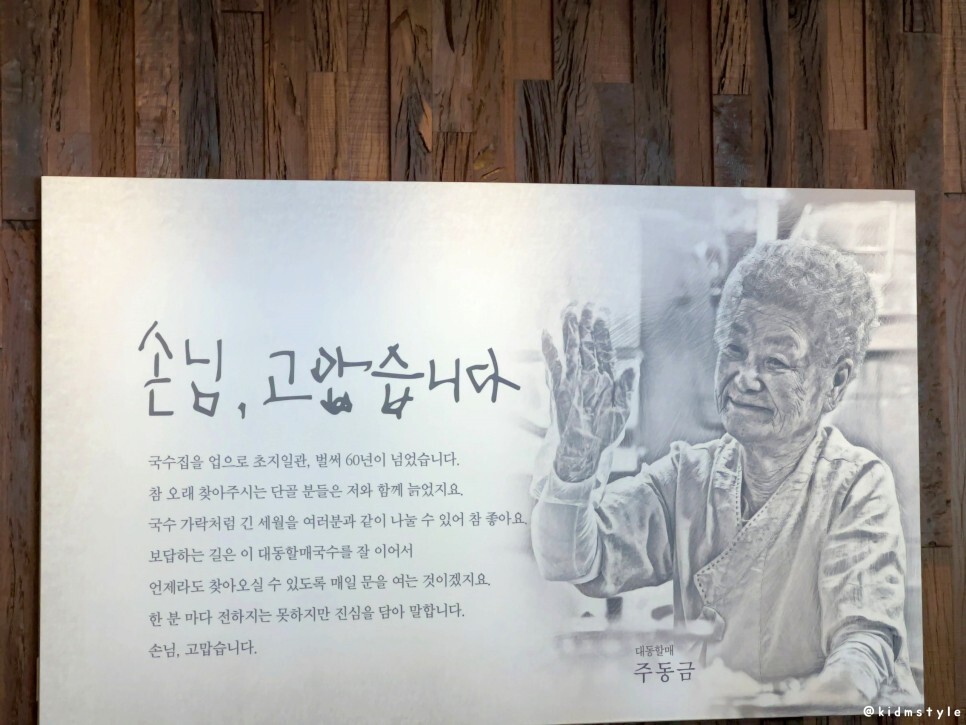 손님, 고맙습니다
국수집을 업으로 초지일관, 벌써 60년이 넘었습니다.
참 오래 찾아주시는 단골 분들은 저와 함께 늙었지요.
국수 가락처럼 긴 세월을 여러분과 같이 나눌 수 있어 참 좋아요.
보답하는 길은 이 대동할매국수를 잘 이어서
언제라도 찾아오실 수 있도록 매일 문을 여는 것이겠지요.
한 분 마다 전하지는 못하지만 진심을 담아 말합니다.
손님, 고맙습니다.
대동할매
주동금
@kidmstyle